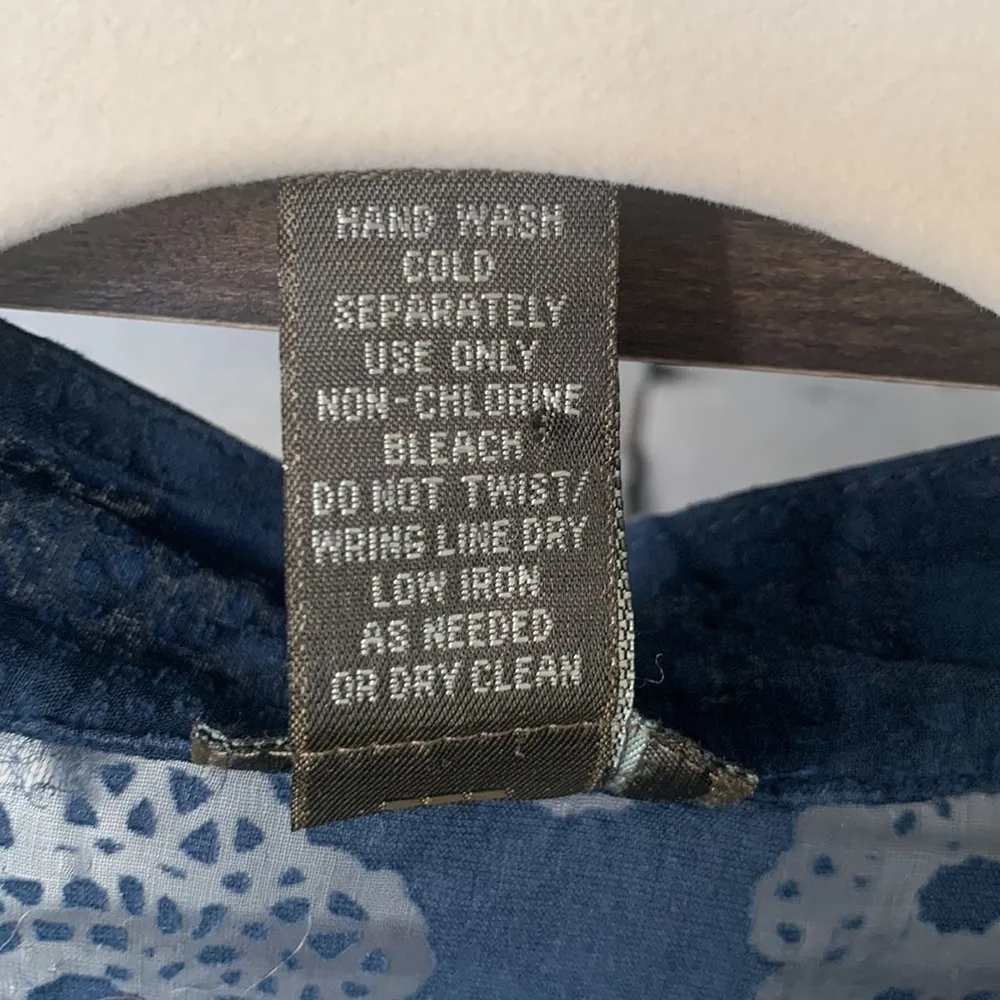 HAND WASH
COLD
SEPARATELY
USE ONLY
NON-CHLORINE
BLEACH
DO NOT TWIST/
WRING LINE DRY
LOW IRON
AS NEEDED
OR DRY CLEAN